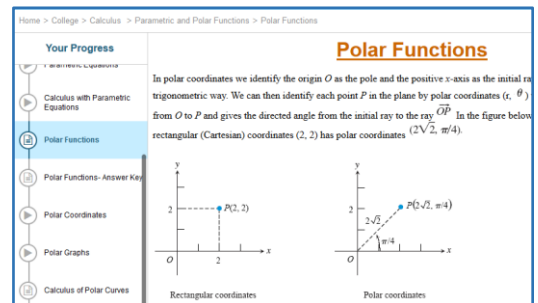 Home > College > Calculus > Parametric and Polar Functions > Polar Functions
Your Progress
Parametric Equations
Calculus with Parametric
Equations
Polar Functions
Polar Functions- Answer Key
Polar Coordinates
Polar Graphs
Calculus of Polar Curves
Polar Functions
In polar coordinates we identify the origin O as the pole and the positive x-axis as the initial ra
trigonometric way. We can then identify each point P in the plane by polar coordinates (r, θ)
from O to P and gives the directed angle from the initial ray to the ray OP In the figure below
rectangular (Cartesian) coordinates (2, 2) has polar coordinates (2√2, π/4).
y
2
P(2, 2)
O
2
x
Rectangular coordinates
y
2
P(2√2, π/4)
2√2
π/4
O
x
Polar coordinates